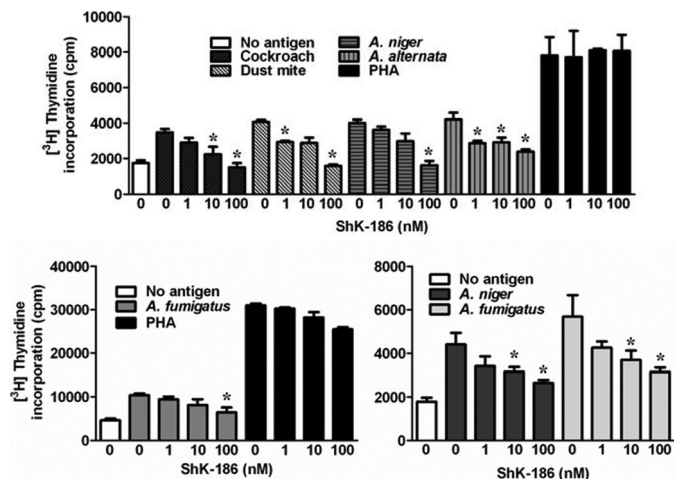 [³H] Thymidine
incorporation (cpm)
10000
8000
6000
4000
2000
0
No antigen
Cockroach
Dust mite
A. niger
A. alternata
PHA
* * * * * * * *
0 0 1 10 100 0 1 10 100 0 1 10 100 0 1 10 100 0 1 10 100
ShK-186 (nM)
[³H] Thymidine
incorporation (cpm)
40000
30000
20000
10000
0
No antigen
A. fumigatus
PHA
*
0 0 1 10 100 0 1 10 100
ShK-186 (nM)
8000
6000
4000
2000
0
No antigen
A. niger
A. fumigatus
* * * *
0 0 1 10 100 0 1 10 100
ShK-186 (nM)